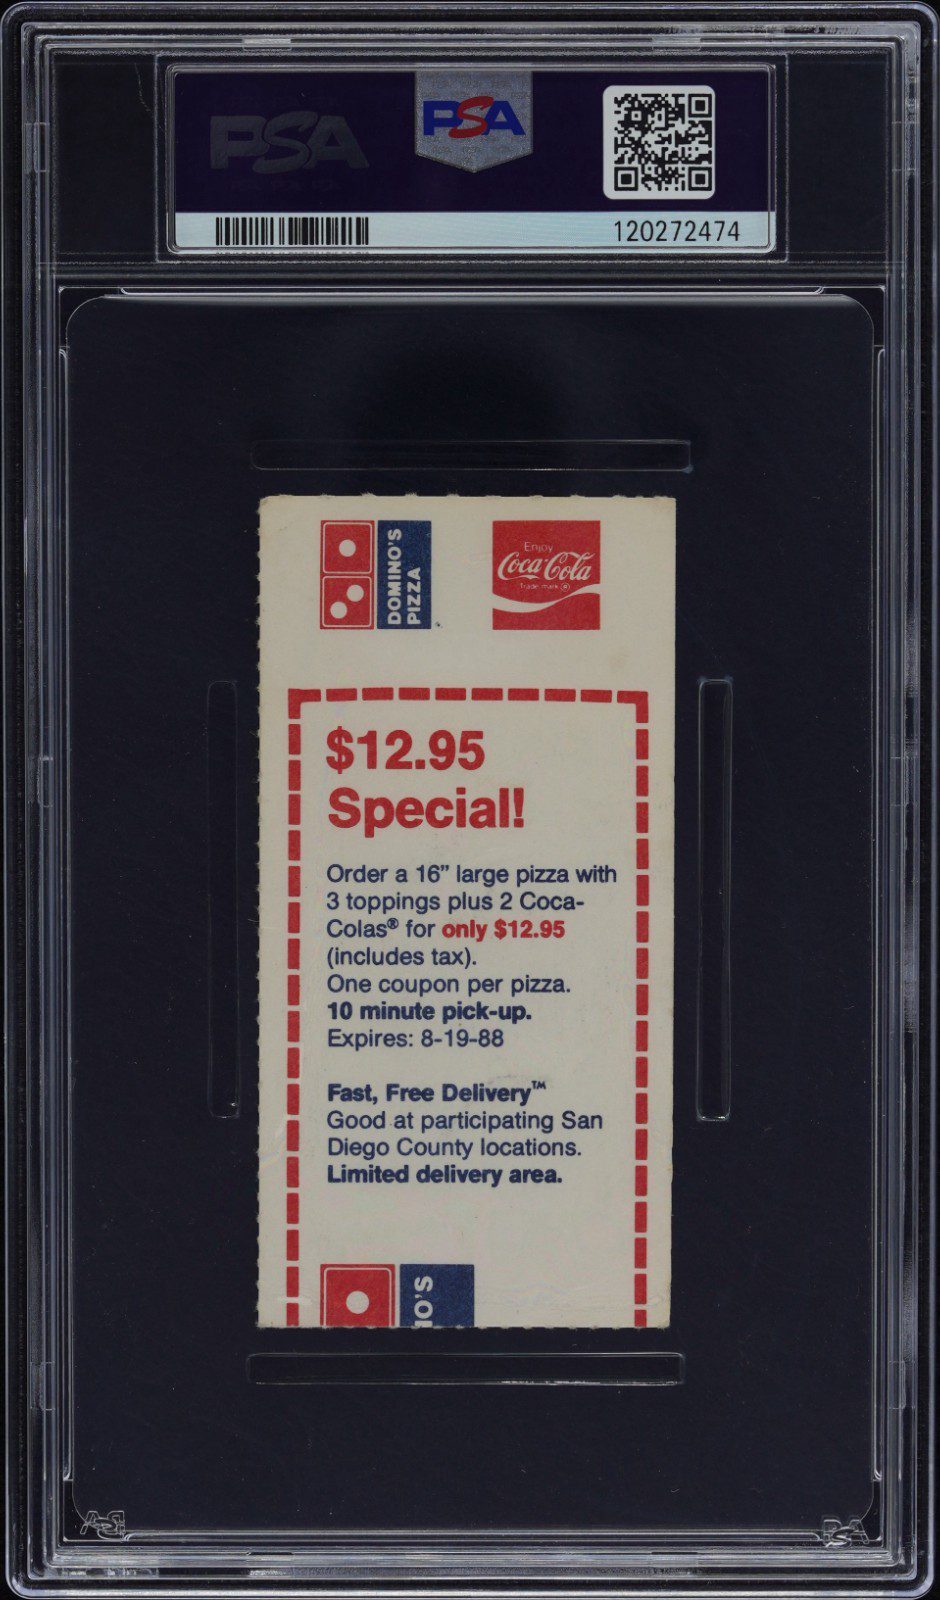 PSA
PSA
120272474
DOMINO'S
PIZZA
Enjoy
Coca-Cola
Trade mark ®
$12.95
Special!
Order a 16" large pizza with
3 toppings plus 2 Coca-
Colas® for only $12.95
(includes tax).
One coupon per pizza.
10 minute pick-up.
Expires: 8-19-88
Fast, Free Delivery™
Good at participating San
Diego County locations.
Limited delivery area.
O'S
PSA
PSA